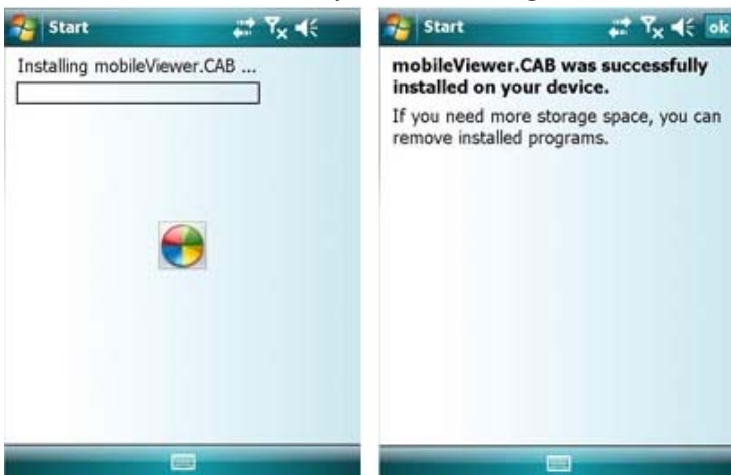 Start
Installing mobileViewer.CAB ...
Start
ok
mobileViewer.CAB was successfully
installed on your device.
If you need more storage space, you can
remove installed programs.